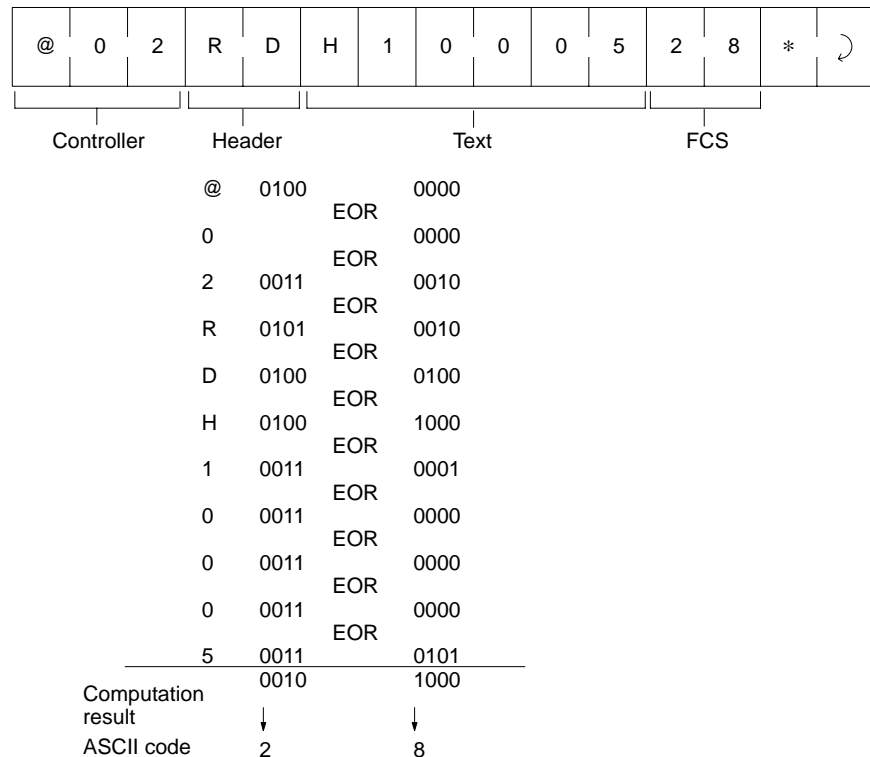 @ 0 2 R D H 1 0 0 0 5 2 8 *
Controller Header Text FCS
@ 0100 0000
EOR
0 0000
EOR
2 0011 0010
EOR
R 0101 0010
EOR
D 0100 0100
EOR
H 0100 1000
EOR
1 0011 0001
EOR
0 0011 0000
EOR
0 0011 0000
EOR
0 0011 0000
EOR
5 0011 0101
0010 1000
Computation
result
ASCII code 2 8